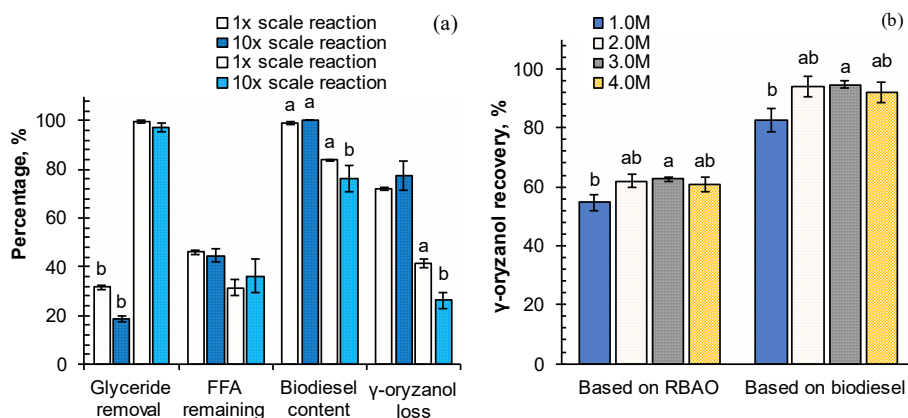 (a)
1x scale reaction
10x scale reaction
1x scale reaction
10x scale reaction
Percentage, %
100
80
60
40
20
0
b
b
a
a
a
b
a
b
Glyceride
removal
FFA
remaining
Biodiesel
content
γ-oryzanol
loss
(b)
1.0M
2.0M
3.0M
4.0M
γ-oryzanol recovery, %
100
80
60
40
20
0
b
ab
a
ab
b
ab
a
ab
Based on RBAO
Based on biodiesel